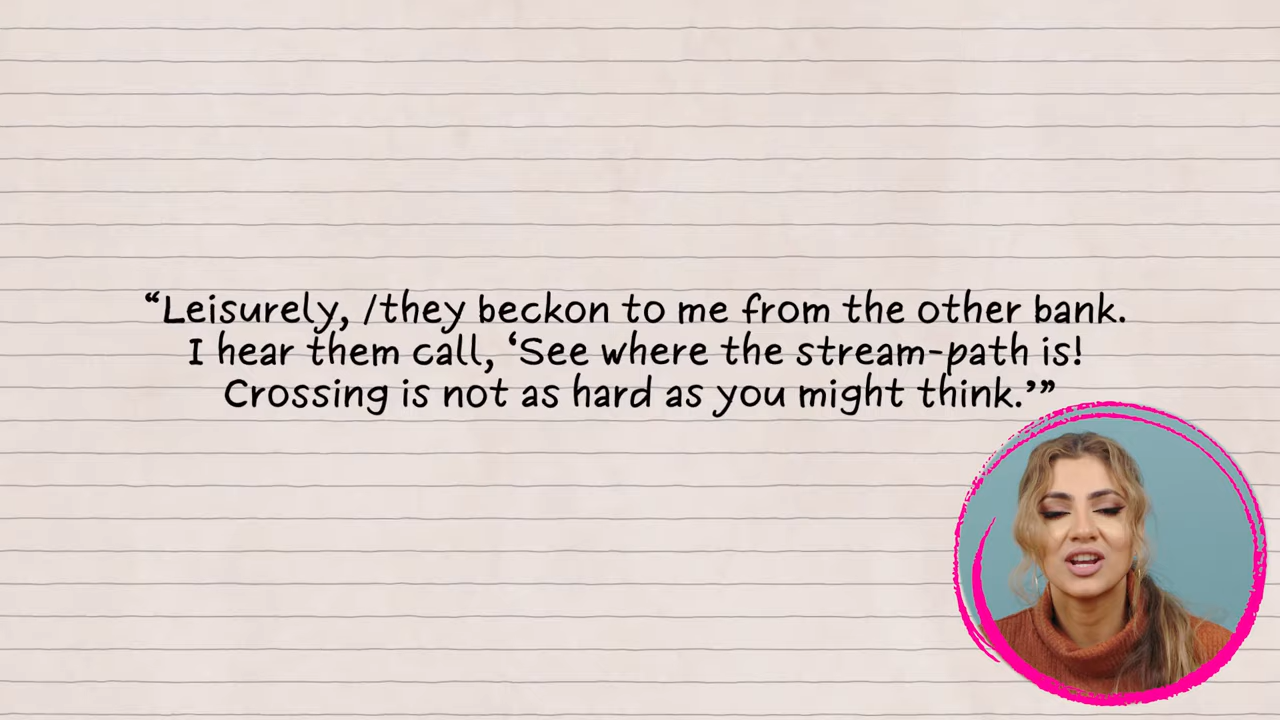 “Leisurely, /they beckon to me from the other bank.
I hear them call, ‘See where the stream-path is!
Crossing is not as hard as you might think.’”